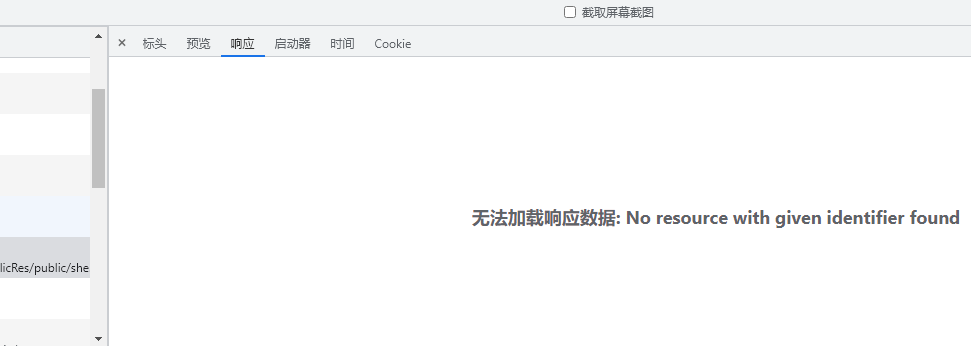 截取屏幕截图
标头 预览 响应 启动器 时间 Cookie
无法加载响应数据: No resource with given identifier found
licRes/public/she